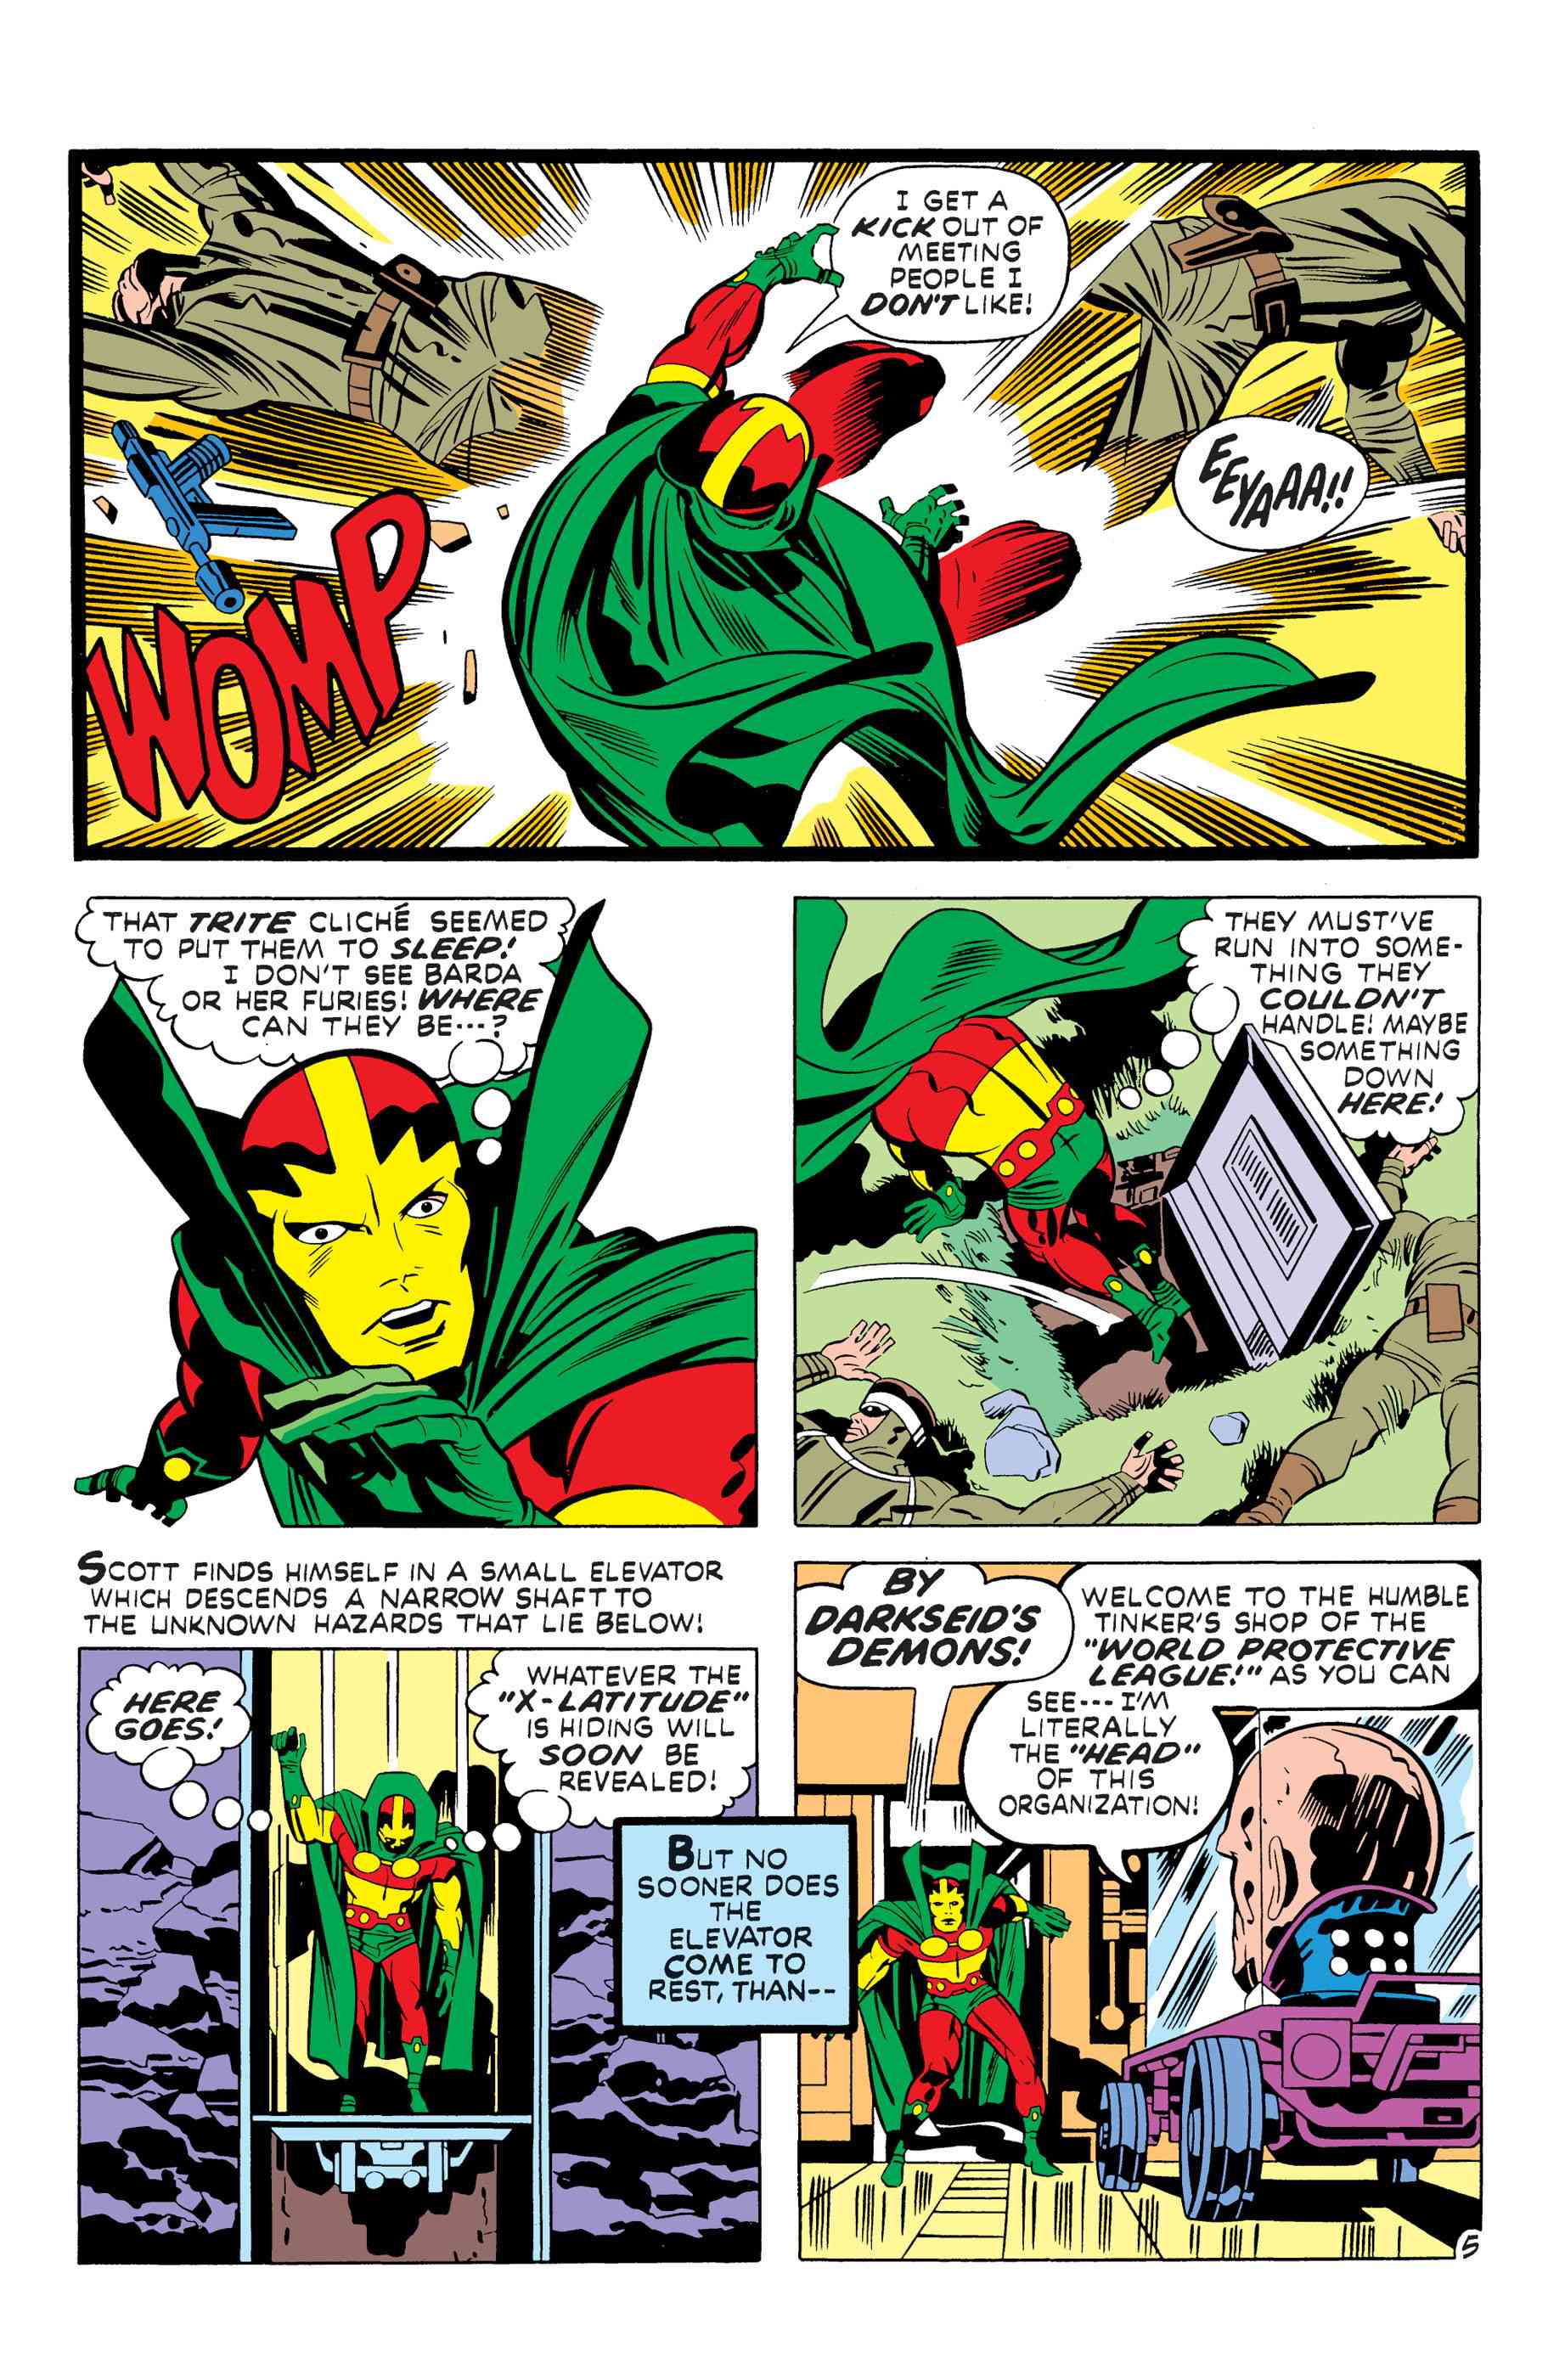 I GET A
KICK OUT OF
MEETING
PEOPLE I
DON'T LIKE!
EEYAAA!!
WOMP
THAT TRITE CLICHÉ SEEMED
TO PUT THEM TO SLEEP!
I DON'T SEE BARDA
OR HER FURIES! WHERE
CAN THEY BE---?
THEY MUST'VE
RUN INTO SOME-
THING THEY
COULDN'T
HANDLE! MAYBE
SOMETHING
DOWN
HERE!
SCOTT FINDS HIMSELF IN A SMALL ELEVATOR
WHICH DESCENDS A NARROW SHAFT TO
THE UNKNOWN HAZARDS THAT LIE BELOW!
HERE
GOES!
WHATEVER THE
"X-LATITUDE"
IS HIDING WILL
SOON BE
REVEALED!
BUT NO
SOONER DOES
THE
ELEVATOR
COME TO
REST, THAN--
BY
DARKSEID'S
DEMONS!
WELCOME TO THE HUMBLE
TINKER'S SHOP OF THE
"WORLD PROTECTIVE
LEAGUE!" AS YOU CAN
SEE--- I'M
LITERALLY
THE "HEAD"
OF THIS
ORGANIZATION!
5